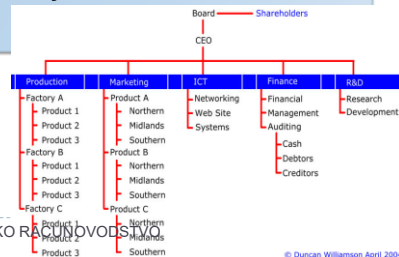 Board Shareholders
CEO
Production Marketing ICT Finance R&D
Factory A Product A Networking Financial Research
Product 1 Northern Web Site Management Development
Product 2 Midlands Systems Auditing
Product 3 Southern Cash
Factory B Product B Debtors
Product 1 Northern Creditors
Product 2 Midlands
Product 3 Southern
Factory C Product C
Product 1 Northern
KO RAČUNOVODSTVO
Product 2 Midlands
Product 3 Southern
© Duncan Williamson April 2004